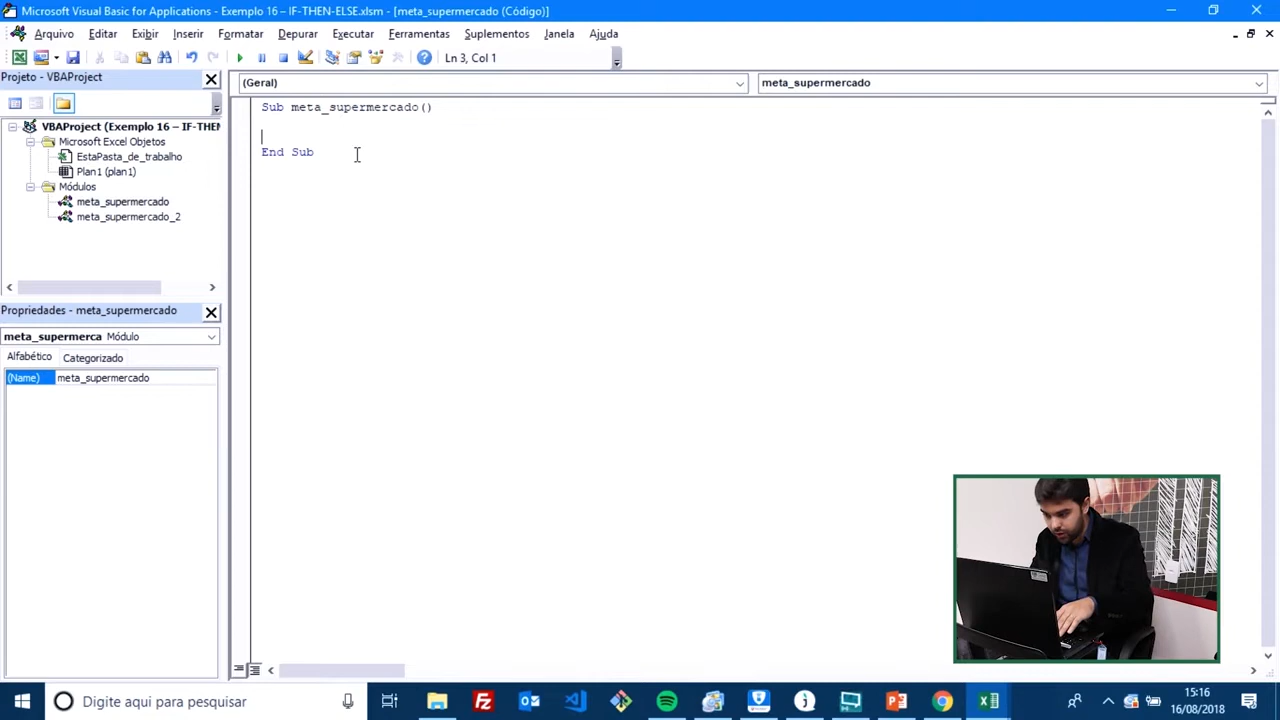 Microsoft Visual Basic for Applications - Exemplo 16 – IF-THEN-ELSE.xlsm - [meta_supermercado (Código)]
Arquivo Editar Exibir Inserir Formatar Depurar Executar Ferramentas Suplementos Janela Ajuda
Ln 3, Col 1
Projeto - VBAProject
(Geral)
meta_supermercado
VBAProject (Exemplo 16 – IF-THEN
Microsoft Excel Objetos
EstaPasta_de_trabalho
Plan1 (plan1)
Módulos
meta_supermercado
meta_supermercado_2
Sub meta_supermercado()
End Sub
Propriedades - meta_supermercado
meta_supermerca Módulo
Alfabético Categorizado
(Name) meta_supermercado
Digite aqui para pesquisar
15:16
16/08/2018